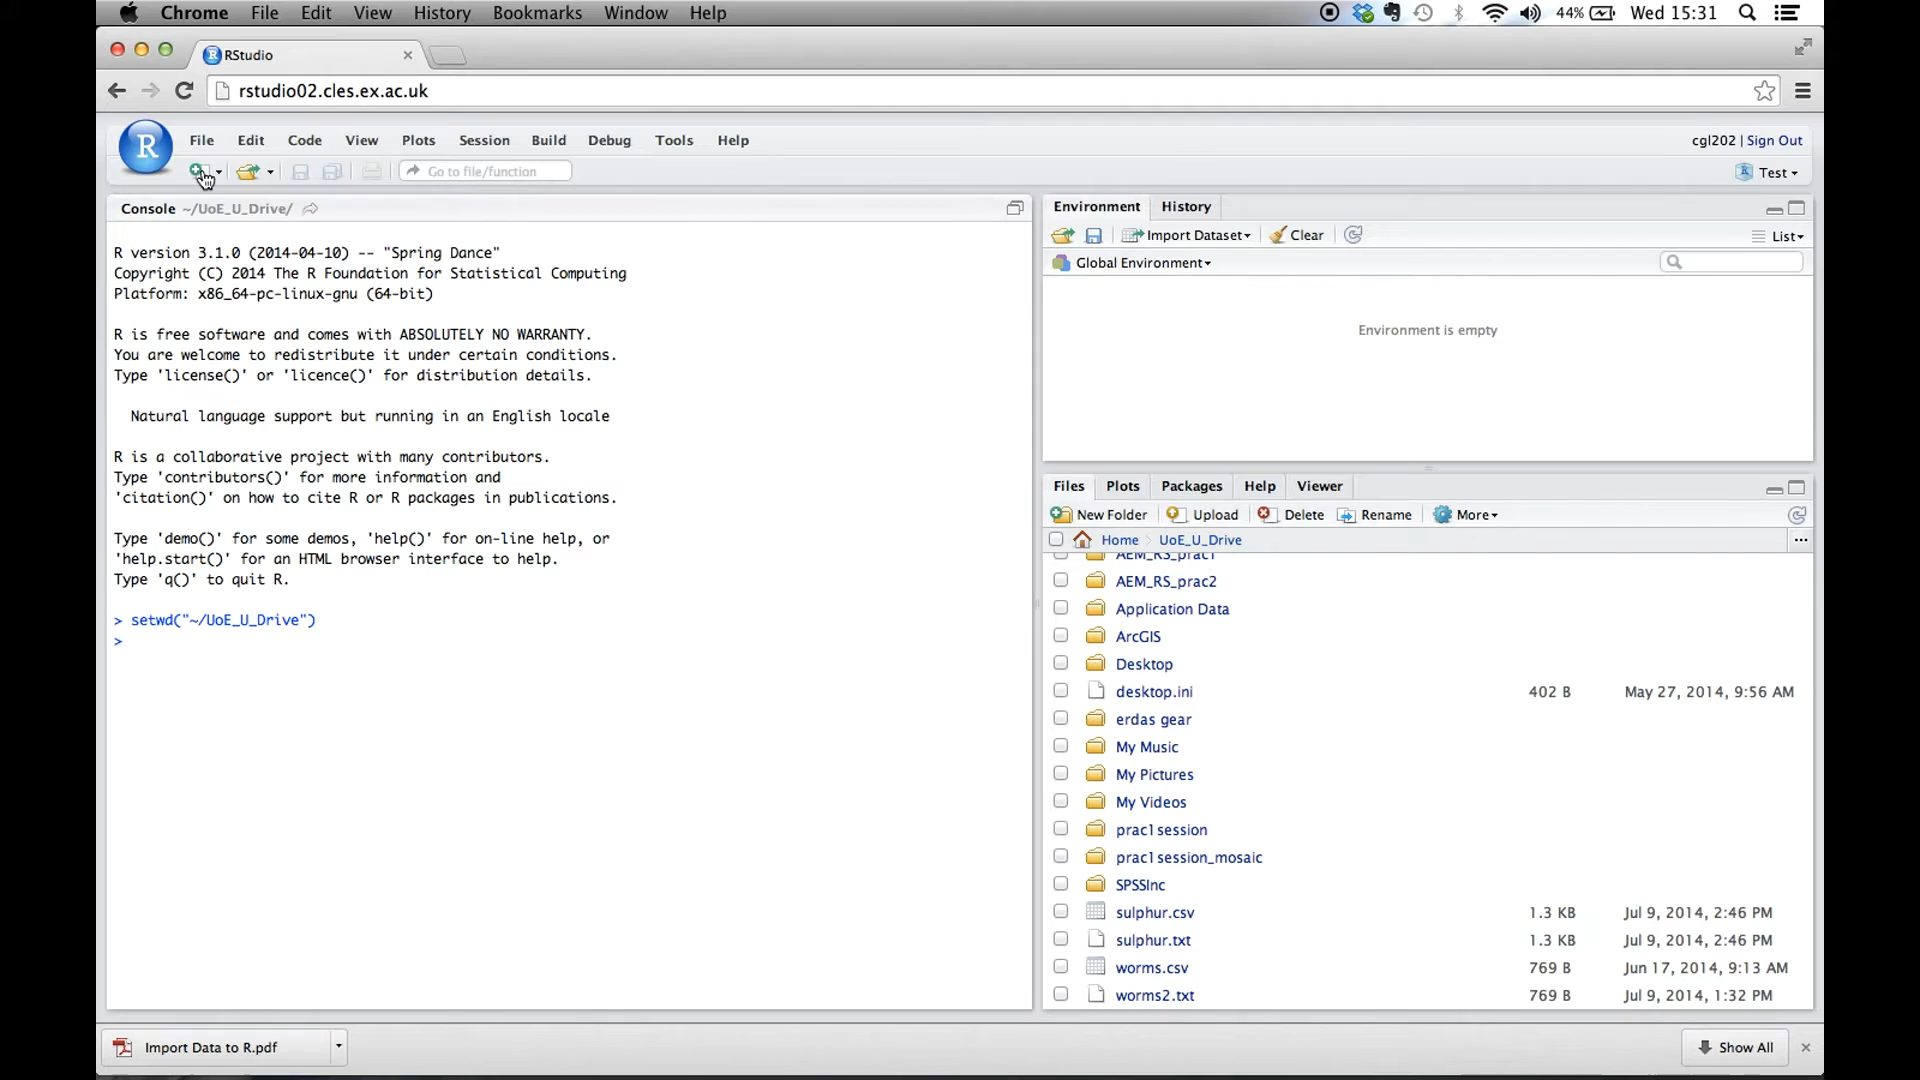 Chrome File Edit View History Bookmarks Window Help 44% Wed 15:31
RStudio
rstudio02.cles.ex.ac.uk
R File Edit Code View Plots Session Build Debug Tools Help cgl202 | Sign Out
Go to file/function Test
Console ~/UoE_U_Drive/
R version 3.1.0 (2014-04-10) -- "Spring Dance"
Copyright (C) 2014 The R Foundation for Statistical Computing
Platform: x86_64-pc-linux-gnu (64-bit)
R is free software and comes with ABSOLUTELY NO WARRANTY.
You are welcome to redistribute it under certain conditions.
Type 'license()' or 'licence()' for distribution details.
Natural language support but running in an English locale
R is a collaborative project with many contributors.
Type 'contributors()' for more information and
'citation()' on how to cite R or R packages in publications.
Type 'demo()' for some demos, 'help()' for on-line help, or
'help.start()' for an HTML browser interface to help.
Type 'q()' to quit R.
> setwd("~/UoE_U_Drive")
>
Environment History
Import Dataset Clear List
Global Environment
Environment is empty
Files Plots Packages Help Viewer
New Folder Upload Delete Rename More
Home UoE_U_Drive ...
AEM_RS_prac1
AEM_RS_prac2
Application Data
ArcGIS
Desktop
desktop.ini 402 B May 27, 2014, 9:56 AM
erdas gear
My Music
My Pictures
My Videos
prac1session
prac1session_mosaic
SPSSInc
sulphur.csv 1.3 KB Jul 9, 2014, 2:46 PM
sulphur.txt 1.3 KB Jul 9, 2014, 2:46 PM
worms.csv 769 B Jun 17, 2014, 9:13 AM
worms2.txt 769 B Jul 9, 2014, 1:32 PM
Import Data to R.pdf Show All